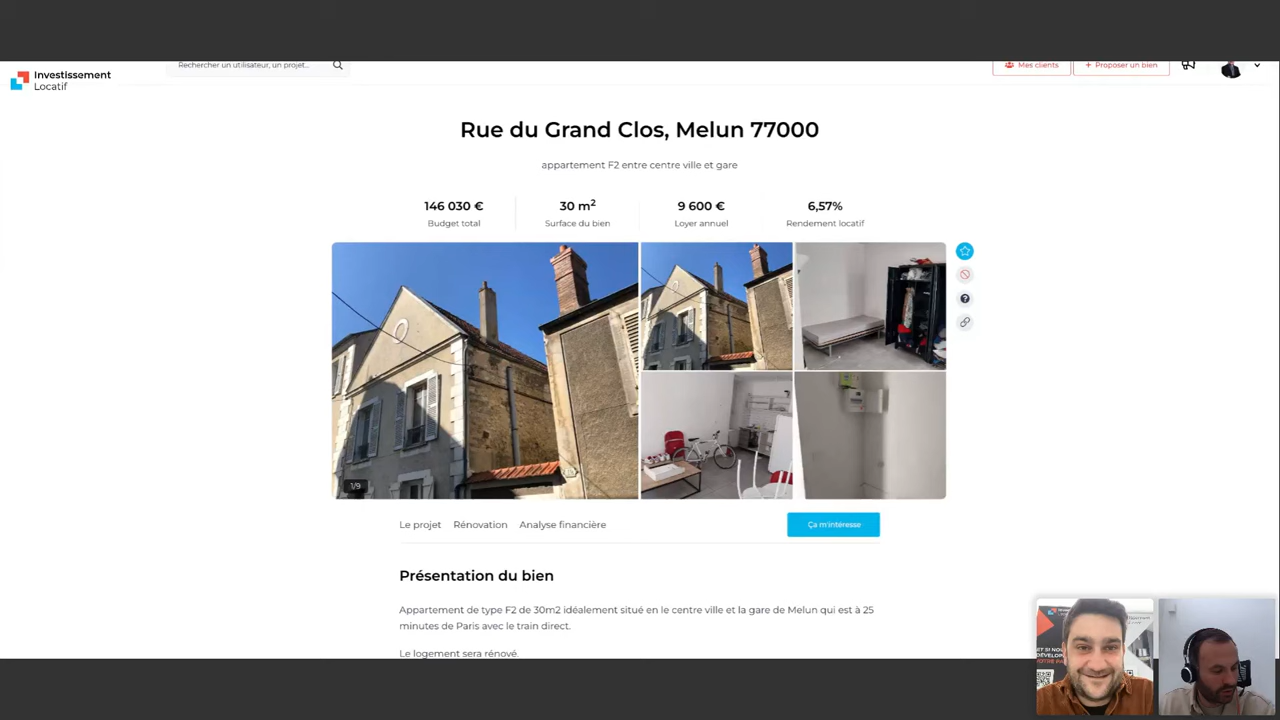 Investissement
Locatif
Rechercher un utilisateur, un projet...
Mes clients
+ Proposer un bien
Rue du Grand Clos, Melun 77000
appartement F2 entre centre ville et gare
146 030 €
Budget total
30 m²
Surface du bien
9 600 €
Loyer annuel
6,57%
Rendement locatif
1/9
Le projet
Rénovation
Analyse financière
Ça m'intéresse
Présentation du bien
Appartement de type F2 de 30m2 idéalement situé en le centre ville et la gare de Melun qui est à 25
minutes de Paris avec le train direct.
Le logement sera rénové.